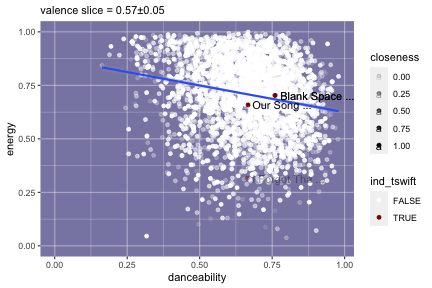 valence slice = 0.57±0.05
1.00
0.75
0.50
0.25
0.00
energy
Blank Space ...
Our Song ...
0.00
0.25
0.50
0.75
1.00
danceability
closeness
0.00
0.25
0.50
0.75
1.00
ind_tswift
FALSE
TRUE